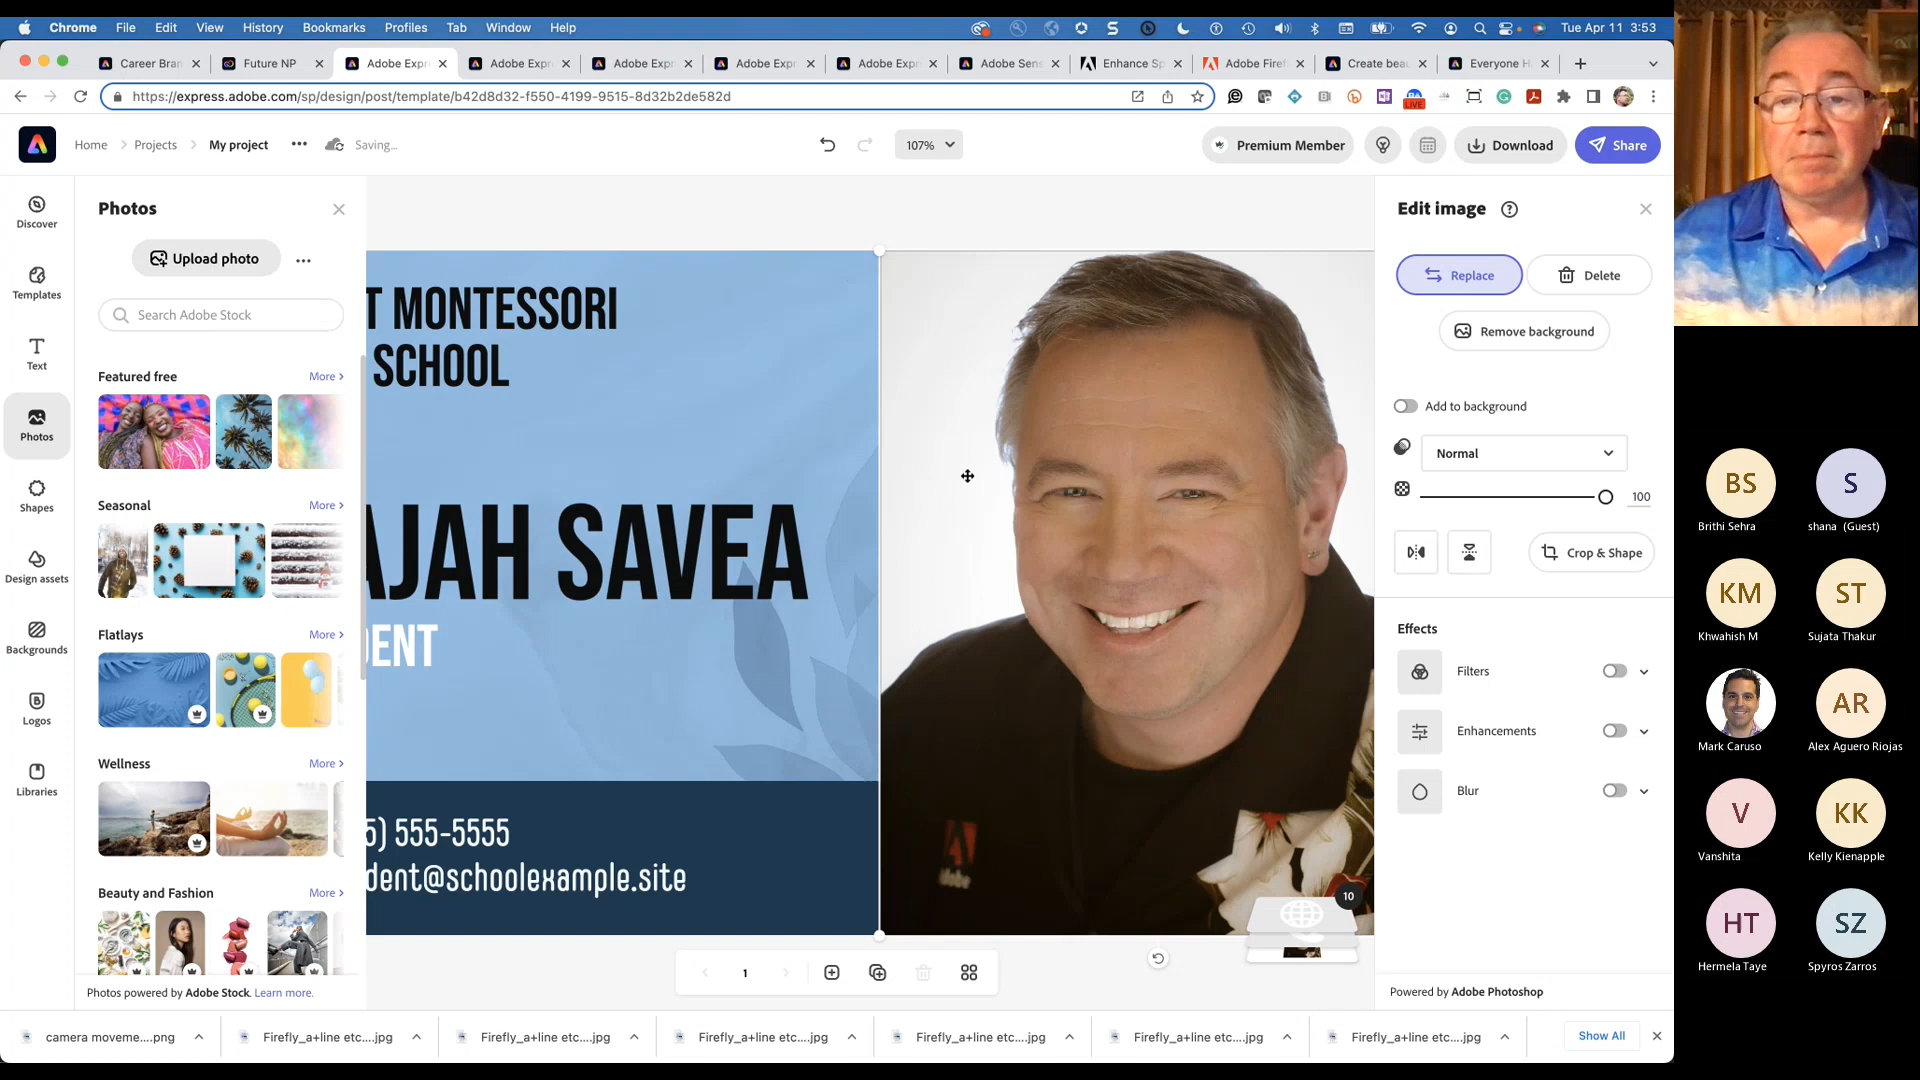 Chrome File Edit View History Bookmarks Profiles Tab Window Help
Tue Apr 11 3:53
Career Bran
Future NP
Adobe Expr
Adobe Expr
Adobe Expr
Adobe Expr
Adobe Expr
Adobe Sens
Enhance Sp
Adobe Firef
Create beau
Everyone H
https://express.adobe.com/sp/design/post/template/b42d8d32-f550-4199-9515-8d32b2de582d
LIVE
Home
Projects
My project
Saving...
107%
Premium Member
Download
Share
Discover
Templates
Text
Photos
Shapes
Design assets
Backgrounds
Logos
Libraries
Photos
Upload photo
Search Adobe Stock
Featured free
More
Seasonal
More
Flatlays
More
Wellness
More
Beauty and Fashion
More
Photos powered by Adobe Stock. Learn more.
T MONTESSORI
SCHOOL
AJAH SAVEA
DENT
5) 555-5555
dent@schoolexample.site
Adobe
10
1
Edit image
Replace
Delete
Remove background
Add to background
Normal
100
Crop & Shape
Effects
Filters
Enhancements
Blur
Powered by Adobe Photoshop
camera moveme....png
Firefly_a+line etc....jpg
Firefly_a+line etc....jpg
Firefly_a+line etc....jpg
Firefly_a+line etc....jpg
Firefly_a+line etc....jpg
Firefly_a+line etc....jpg
Show All
BS
Brithi Sehra
S
shana (Guest)
KM
Khwahish M
ST
Sujata Thakur
Mark Caruso
AR
Alex Aguero Riojas
V
Vanshita
KK
Kelly Kienapple
HT
Hermela Taye
SZ
Spyros Zarros